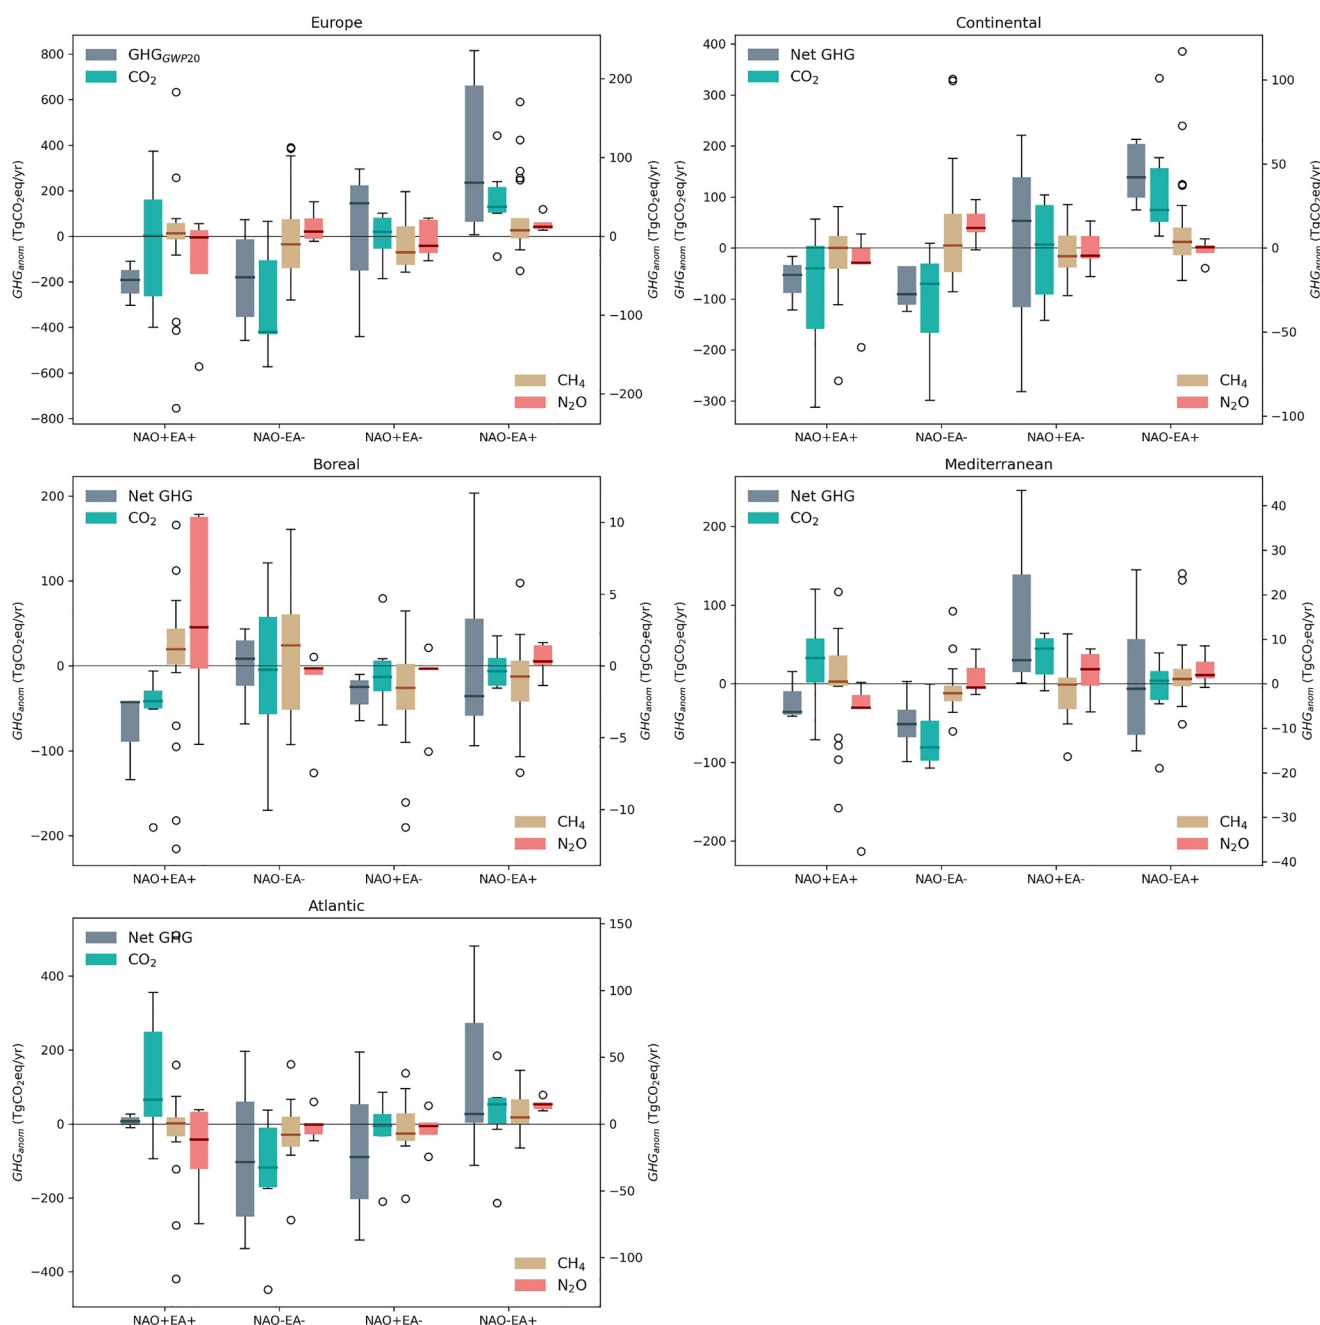 Europe
GHG_GWP20
CO₂
CH₄
N₂O
800
600
400
200
0
−200
−400
−600
−800
200
100
0
−100
−200
GHG_anom (TgCO₂eq/yr)
GHG_anom (TgCO₂eq/yr)
NAO+EA+ NAO-EA- NAO+EA- NAO-EA+
Continental
Net GHG
CO₂
CH₄
N₂O
400
300
200
100
0
−100
−200
−300
100
50
0
−50
−100
GHG_anom (TgCO₂eq/yr)
GHG_anom (TgCO₂eq/yr)
NAO+EA+ NAO-EA- NAO+EA- NAO-EA+
Boreal
Net GHG
CO₂
CH₄
N₂O
200
100
0
−100
−200
10
5
0
−5
−10
GHG_anom (TgCO₂eq/yr)
GHG_anom (TgCO₂eq/yr)
NAO+EA+ NAO-EA- NAO+EA- NAO-EA+
Mediterranean
Net GHG
CO₂
CH₄
N₂O
200
100
0
−100
−200
40
30
20
10
0
−10
−20
−30
−40
GHG_anom (TgCO₂eq/yr)
GHG_anom (TgCO₂eq/yr)
NAO+EA+ NAO-EA- NAO+EA- NAO-EA+
Atlantic
Net GHG
CO₂
CH₄
N₂O
400
200
0
−200
−400
150
100
50
0
−50
−100
GHG_anom (TgCO₂eq/yr)
GHG_anom (TgCO₂eq/yr)
NAO+EA+ NAO-EA- NAO+EA- NAO-EA+